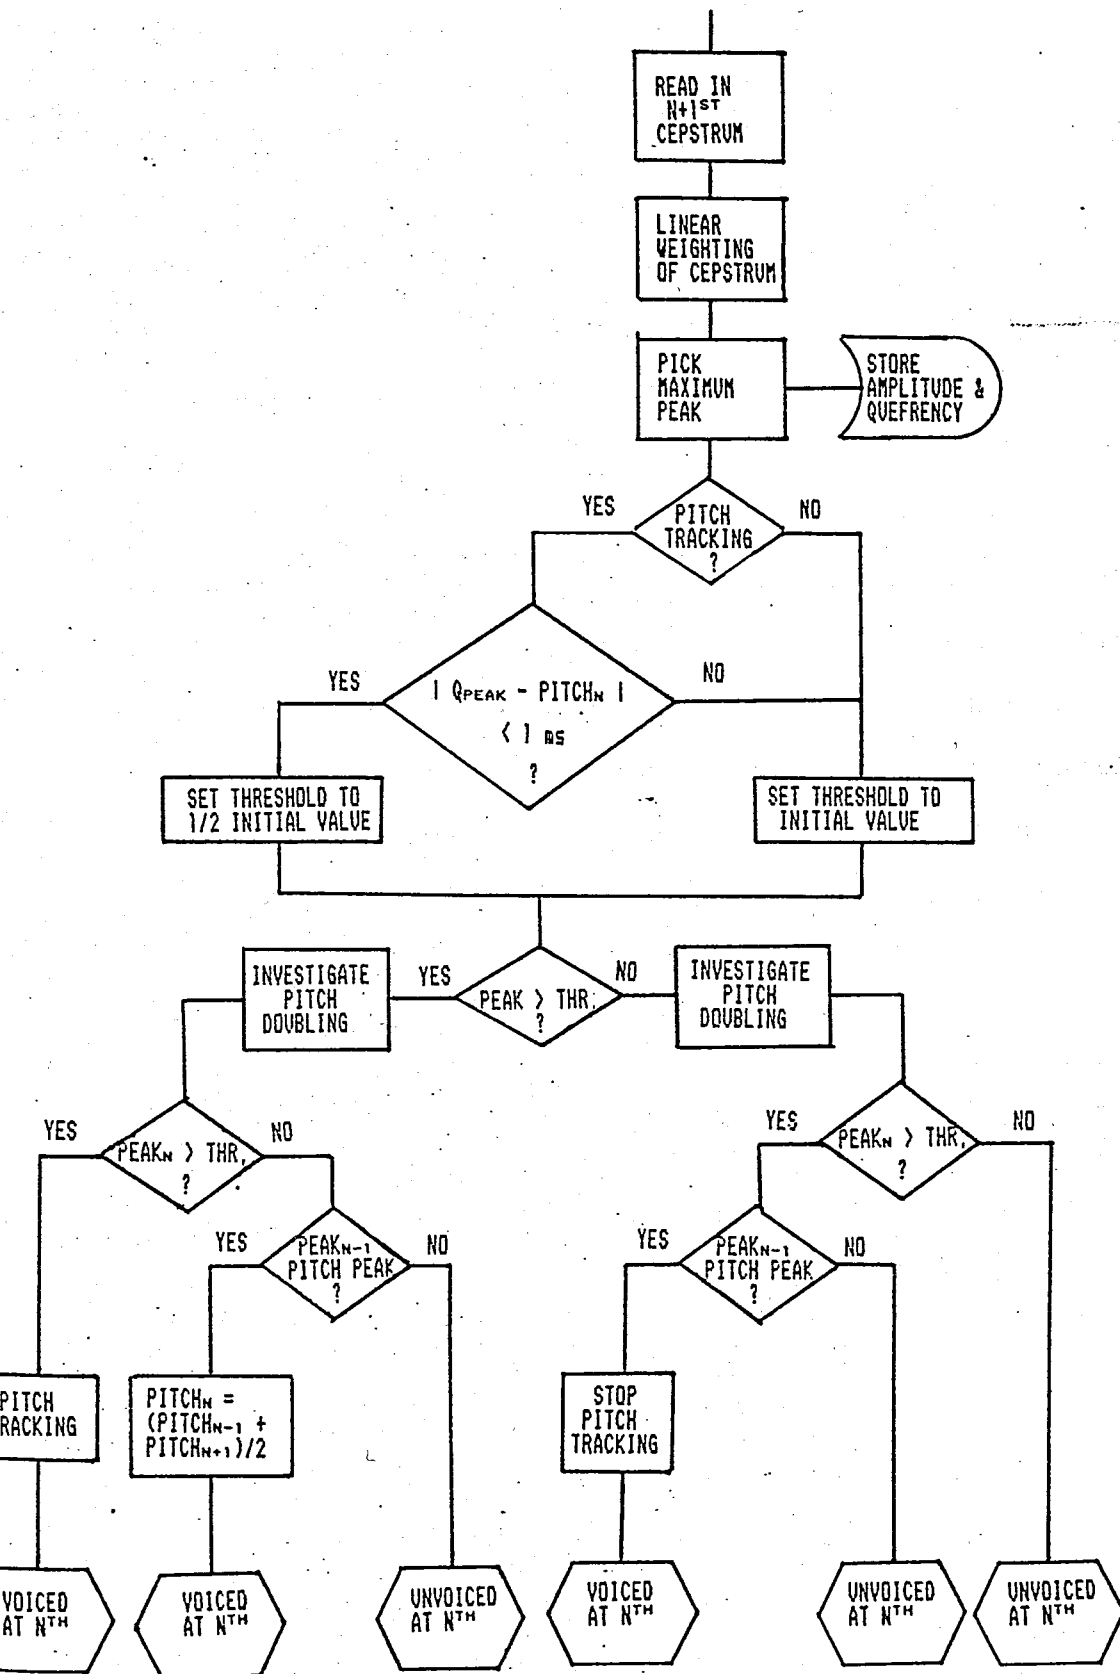 READ IN
N+1ST
CEPSTRUM
LINEAR
WEIGHTING
OF CEPSTRUM
PICK
MAXIMUM
PEAK
STORE
AMPLITUDE &
QUEFRENCY
YES
PITCH
TRACKING
?
NO
YES
| QPEAK - PITCHN |
< 1 ms
?
NO
SET THRESHOLD TO
1/2 INITIAL VALUE
SET THRESHOLD TO
INITIAL VALUE
INVESTIGATE
PITCH
DOUBLING
YES
PEAK > THR.
?
NO
INVESTIGATE
PITCH
DOUBLING
YES
PEAKN > THR.
?
NO
YES
PEAKN > THR.
?
NO
YES
PEAKN-1
PITCH PEAK
?
NO
YES
PEAKN-1
PITCH PEAK
?
NO
PITCH
RACKING
PITCHN =
(PITCHN-1 +
PITCHN+1)/2
STOP
PITCH
TRACKING
VOICED
AT NTH
VOICED
AT NTH
UNVOICED
AT NTH
VOICED
AT NTH
UNVOICED
AT NTH
UNVOICED
AT NTH